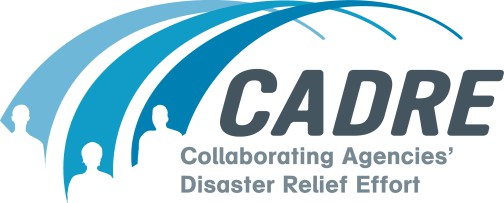 CADRE
Collaborating Agencies'
Disaster Relief Effort